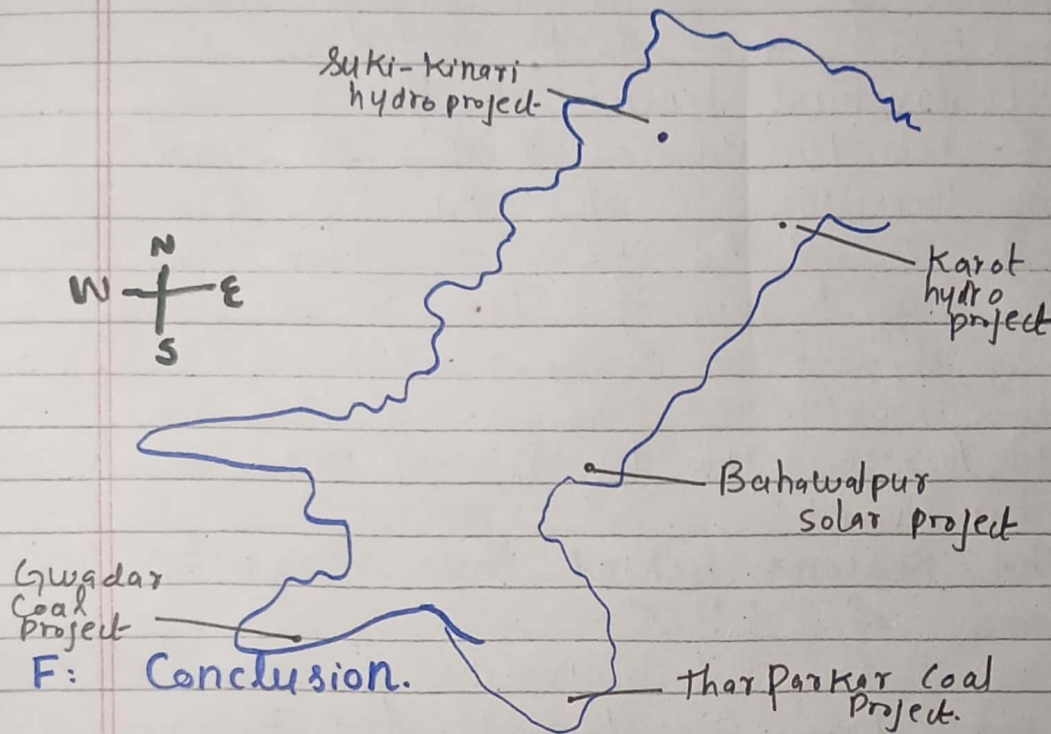 Suki-Kinari
hydro project
N
W E
S
Karot
hydro
project
Bahawalpur
solar project
Gwadar
Coal
project
F: Conclusion.
Thar Parkar Coal
Project.